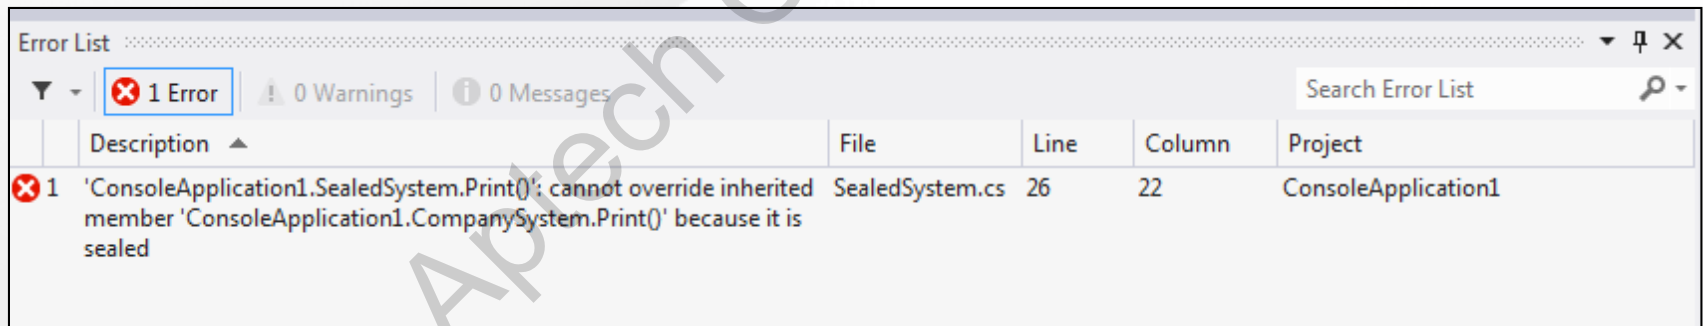 Error List
1 Error 0 Warnings 0 Messages Search Error List
Description File Line Column Project
1 'ConsoleApplication1.SealedSystem.Print()': cannot override inherited SealedSystem.cs 26 22 ConsoleApplication1
member 'ConsoleApplication1.CompanySystem.Print()' because it is
sealed
Aptech